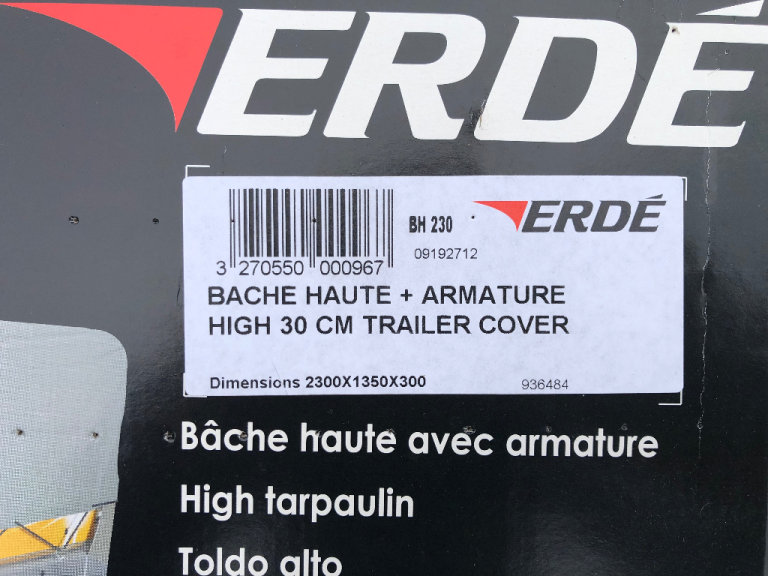 ERDÉ
BH 230
ERDÉ
09192712
3 270550 000967
BACHE HAUTE + ARMATURE
HIGH 30 CM TRAILER COVER
Dimensions 2300X1350X300
936484
Bâche haute avec armature
High tarpaulin
Toldo alto